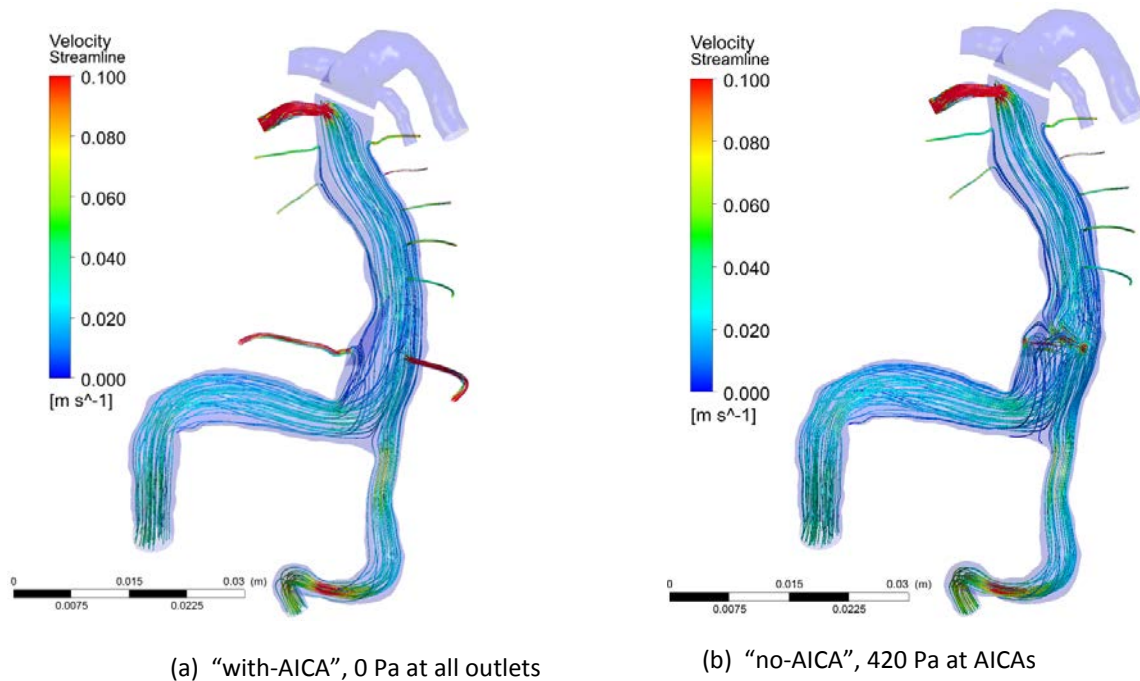 Velocity
Streamline
0.100
0.080
0.060
0.040
0.020
0.000
[m s^-1]
0 0.015 0.03 (m)
0.0075 0.0225
(a) “with-AICA”, 0 Pa at all outlets
Velocity
Streamline
0.100
0.080
0.060
0.040
0.020
0.000
[m s^-1]
0 0.015 0.03 (m)
0.0075 0.0225
(b) “no-AICA”, 420 Pa at AICAs